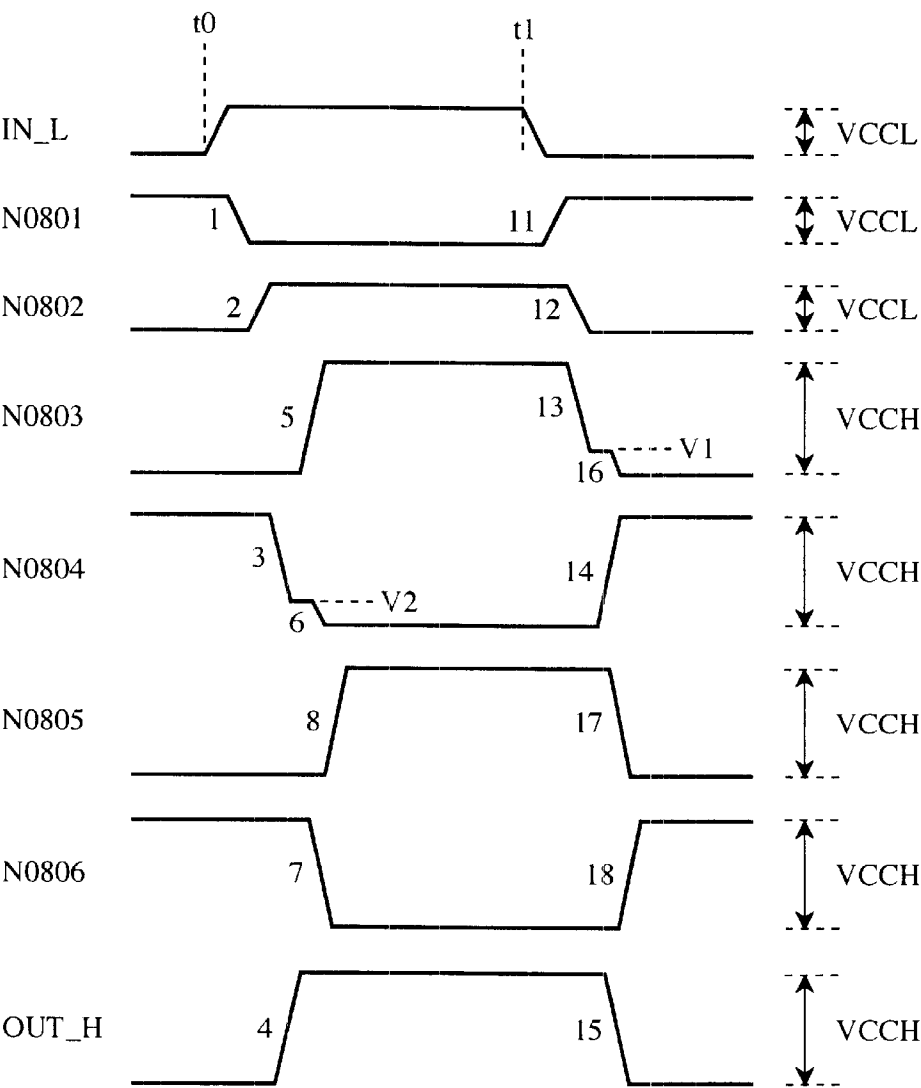 t0 t1
IN_L VCCL
N0801 1 11 VCCL
N0802 2 12 VCCL
N0803 5 13 VCCH
V1
16
N0804 3 14 VCCH
V2
6
N0805 8 17 VCCH
N0806 7 18 VCCH
OUT_H 4 15 VCCH